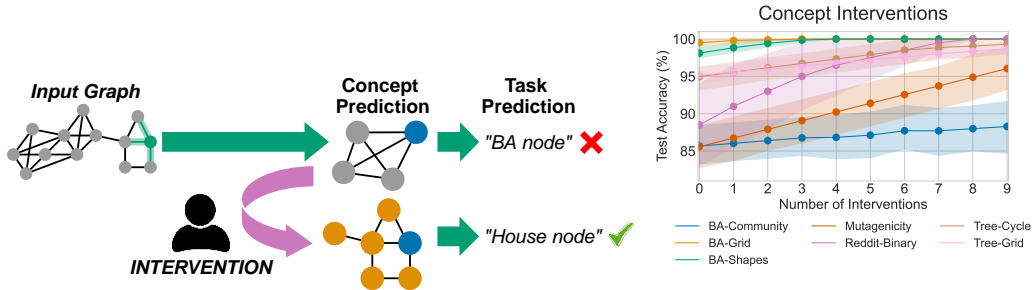 Input Graph
Concept
Prediction
Task
Prediction
"BA node"
INTERVENTION
"House node"
Concept Interventions
Test Accuracy (%)
100
95
90
85
0 1 2 3 4 5 6 7 8 9
Number of Interventions
BA-Community
BA-Grid
BA-Shapes
Mutagenicity
Reddit-Binary
Tree-Cycle
Tree-Grid